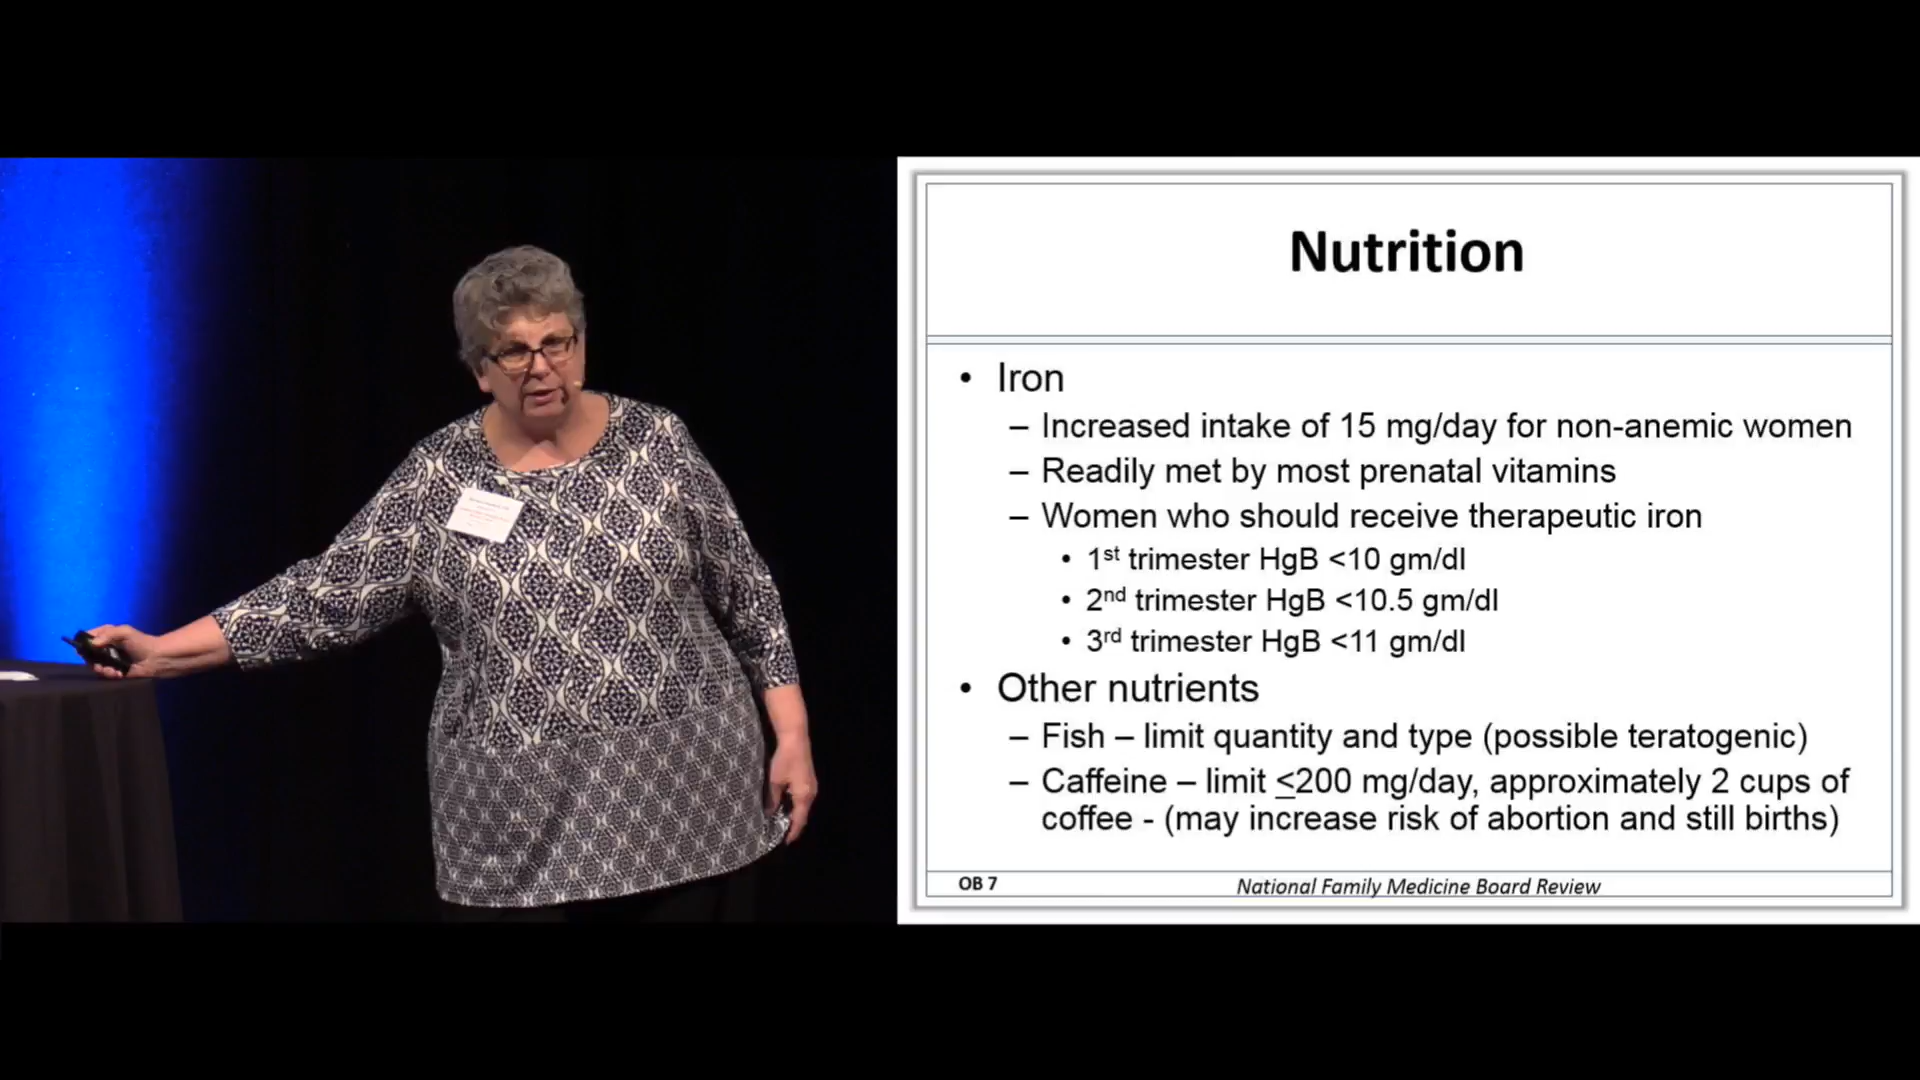 Nutrition
• Iron
– Increased intake of 15 mg/day for non-anemic women
– Readily met by most prenatal vitamins
– Women who should receive therapeutic iron
• 1st trimester HgB <10 gm/dl
• 2nd trimester HgB <10.5 gm/dl
• 3rd trimester HgB <11 gm/dl
• Other nutrients
– Fish – limit quantity and type (possible teratogenic)
– Caffeine – limit <200 mg/day, approximately 2 cups of
coffee - (may increase risk of abortion and still births)
OB 7
National Family Medicine Board Review